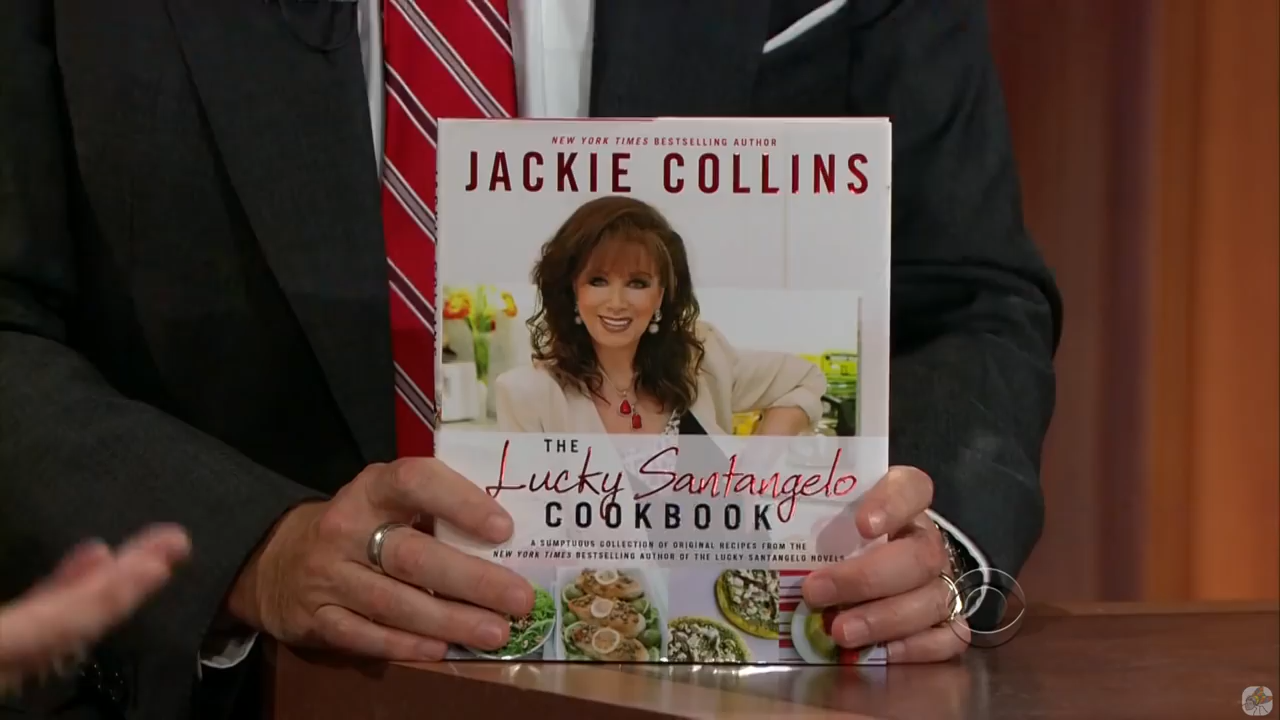 NEW YORK TIMES BESTSELLING AUTHOR
JACKIE COLLINS
THE
Lucky Santangelo
COOKBOOK
A SUMPTUOUS COLLECTION OF ORIGINAL RECIPES FROM THE
NEW YORK TIMES BESTSELLING AUTHOR OF THE LUCKY SANTANGELO NOVELS